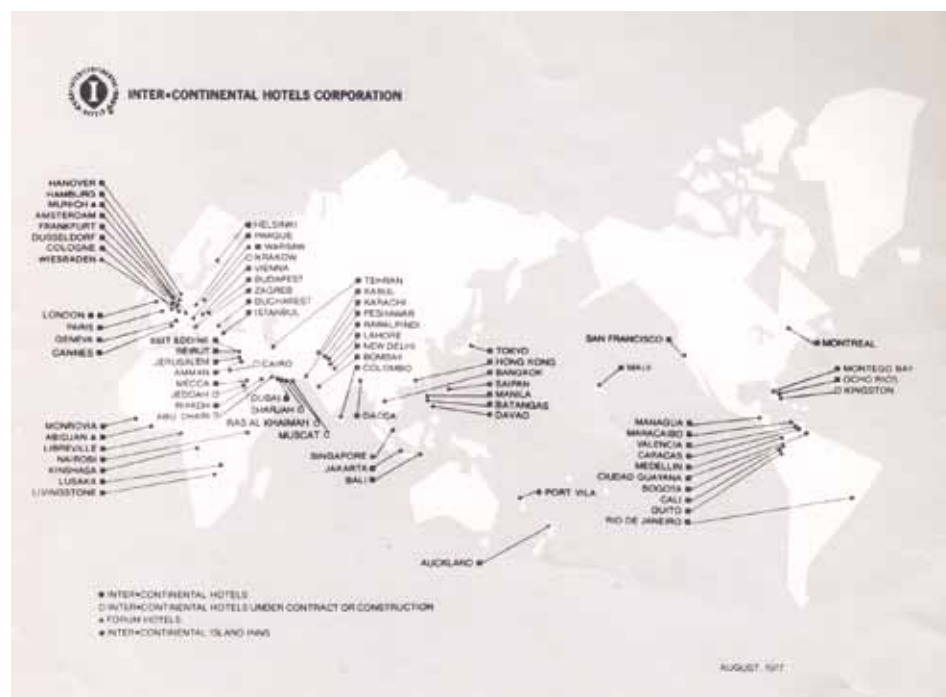 INTER•CONTINENTAL HOTELS CORPORATION
HANOVER
HAMBURG
MUNICH
AMSTERDAM
FRANKFURT
DUSSELDORF
COLOGNE
WIESBADEN
LONDON
PARIS
GENEVA
CANNES
HELSINKI
PRAGUE
WARSAW
KRAKOW
VIENNA
BUDAPEST
ZAGREB
BUCHAREST
ISTANBUL
BEIRUT
JERUSALEM
AMMAN
MECCA
JEDDAH
RIYADH
ABU DHABI
CAIRO
DUBAI
SHARJAH
RAS AL KHAIMAH
MUSCAT
TEHRAN
KABUL
KARACHI
PESHAWAR
RAWALPINDI
LAHORE
NEW DELHI
BOMBAY
COLOMBO
DACCA
MONROVIA
ABIDJAN
LIBREVILLE
NAIROBI
KINSHASA
LUSAKA
LIVINGSTONE
SINGAPORE
JAKARTA
BALI
TOKYO
HONG KONG
BANGKOK
SAIPAN
MANILA
BATANGAS
DAVAO
PORT VILA
AUCKLAND
SAN FRANCISCO
MAUI
MONTREAL
MONTEGO BAY
OCHO RIOS
KINGSTON
MANAGUA
MARACAIBO
VALENCIA
CARACAS
MEDELLIN
CIUDAD GUAYANA
BOGOTA
CALI
QUITO
RIO DE JANEIRO
INTER•CONTINENTAL HOTELS
INTER•CONTINENTAL HOTELS UNDER CONTRACT OR CONSTRUCTION
FORUM HOTELS
INTER•CONTINENTAL ISLAND INNS
AUGUST, 1977